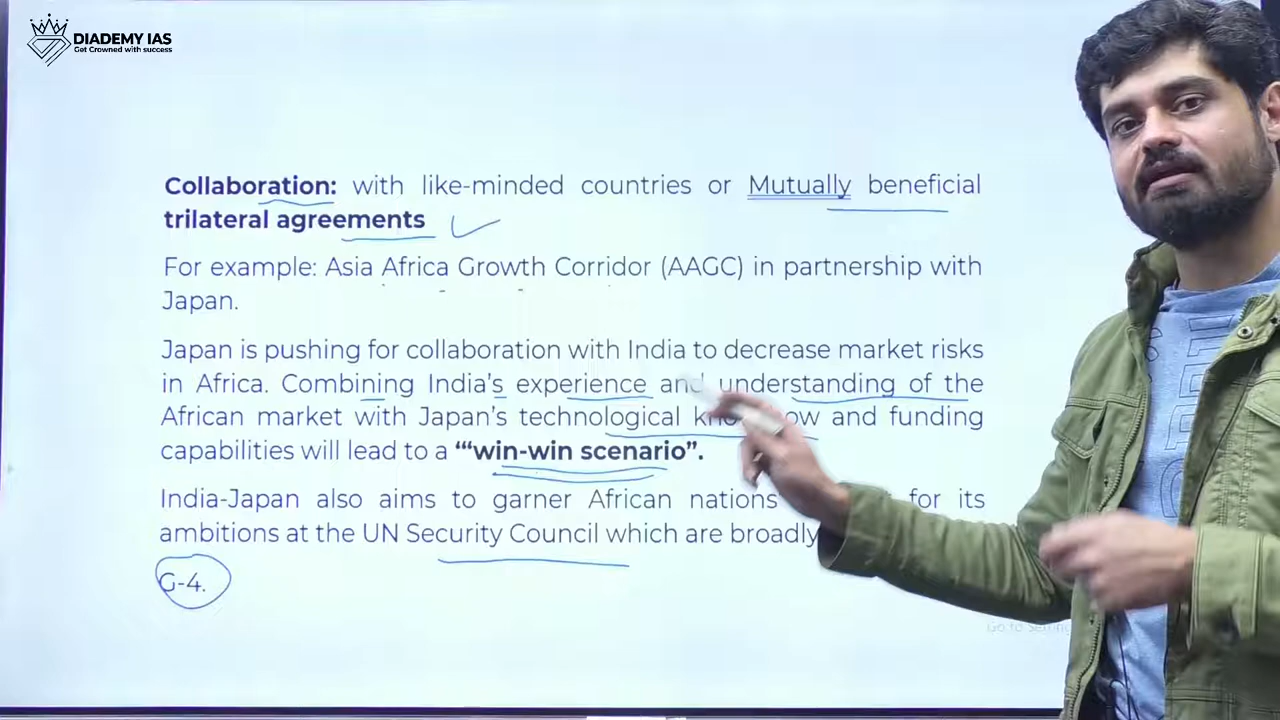 DIADEMY IAS
Get Crowned with success
Collaboration: with like-minded countries or Mutually beneficial
trilateral agreements
For example: Asia Africa Growth Corridor (AAGC) in partnership with
Japan.
Japan is pushing for collaboration with India to decrease market risks
in Africa. Combining India's experience and understanding of the
African market with Japan's technological and funding
capabilities will lead to a "“win-win scenario”.
India-Japan also aims to garner African nations for its
ambitions at the UN Security Council which are broadly
G-4.
Go to